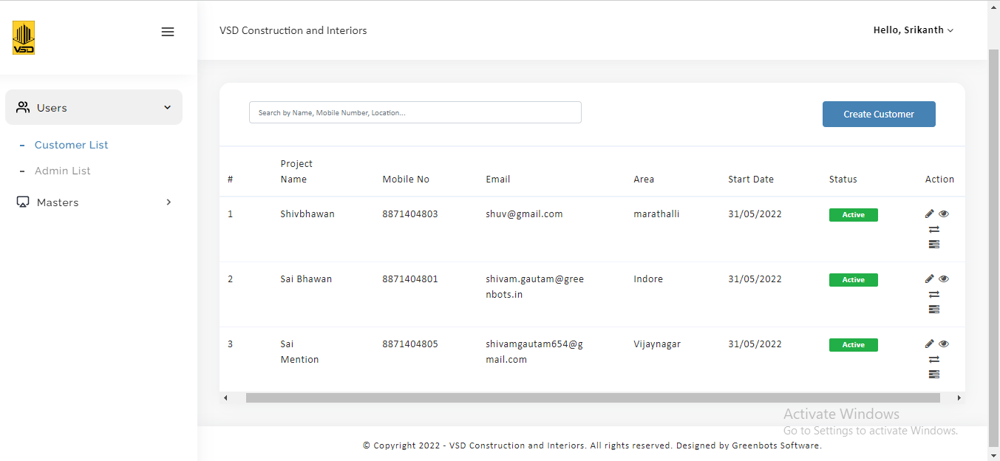 VSD
VSD Construction and Interiors
Hello, Srikanth
Users
Customer List
Admin List
Masters
Search by Name, Mobile Number, Location...
Create Customer
# Project Name Mobile No Email Area Start Date Status Action
1 Shivbhawan 8871404803 shuv@gmail.com marathalli 31/05/2022 Active
2 Sai Bhawan 8871404801 shivam.gautam@gree Indore 31/05/2022 Active
nbots.in
3 Sai 8871404805 shivamgautam654@g Vijaynagar 31/05/2022 Active
Mention mail.com
Activate Windows
Go to Settings to activate Windows.
© Copyright 2022 - VSD Construction and Interiors. All rights reserved. Designed by Greenbots Software.